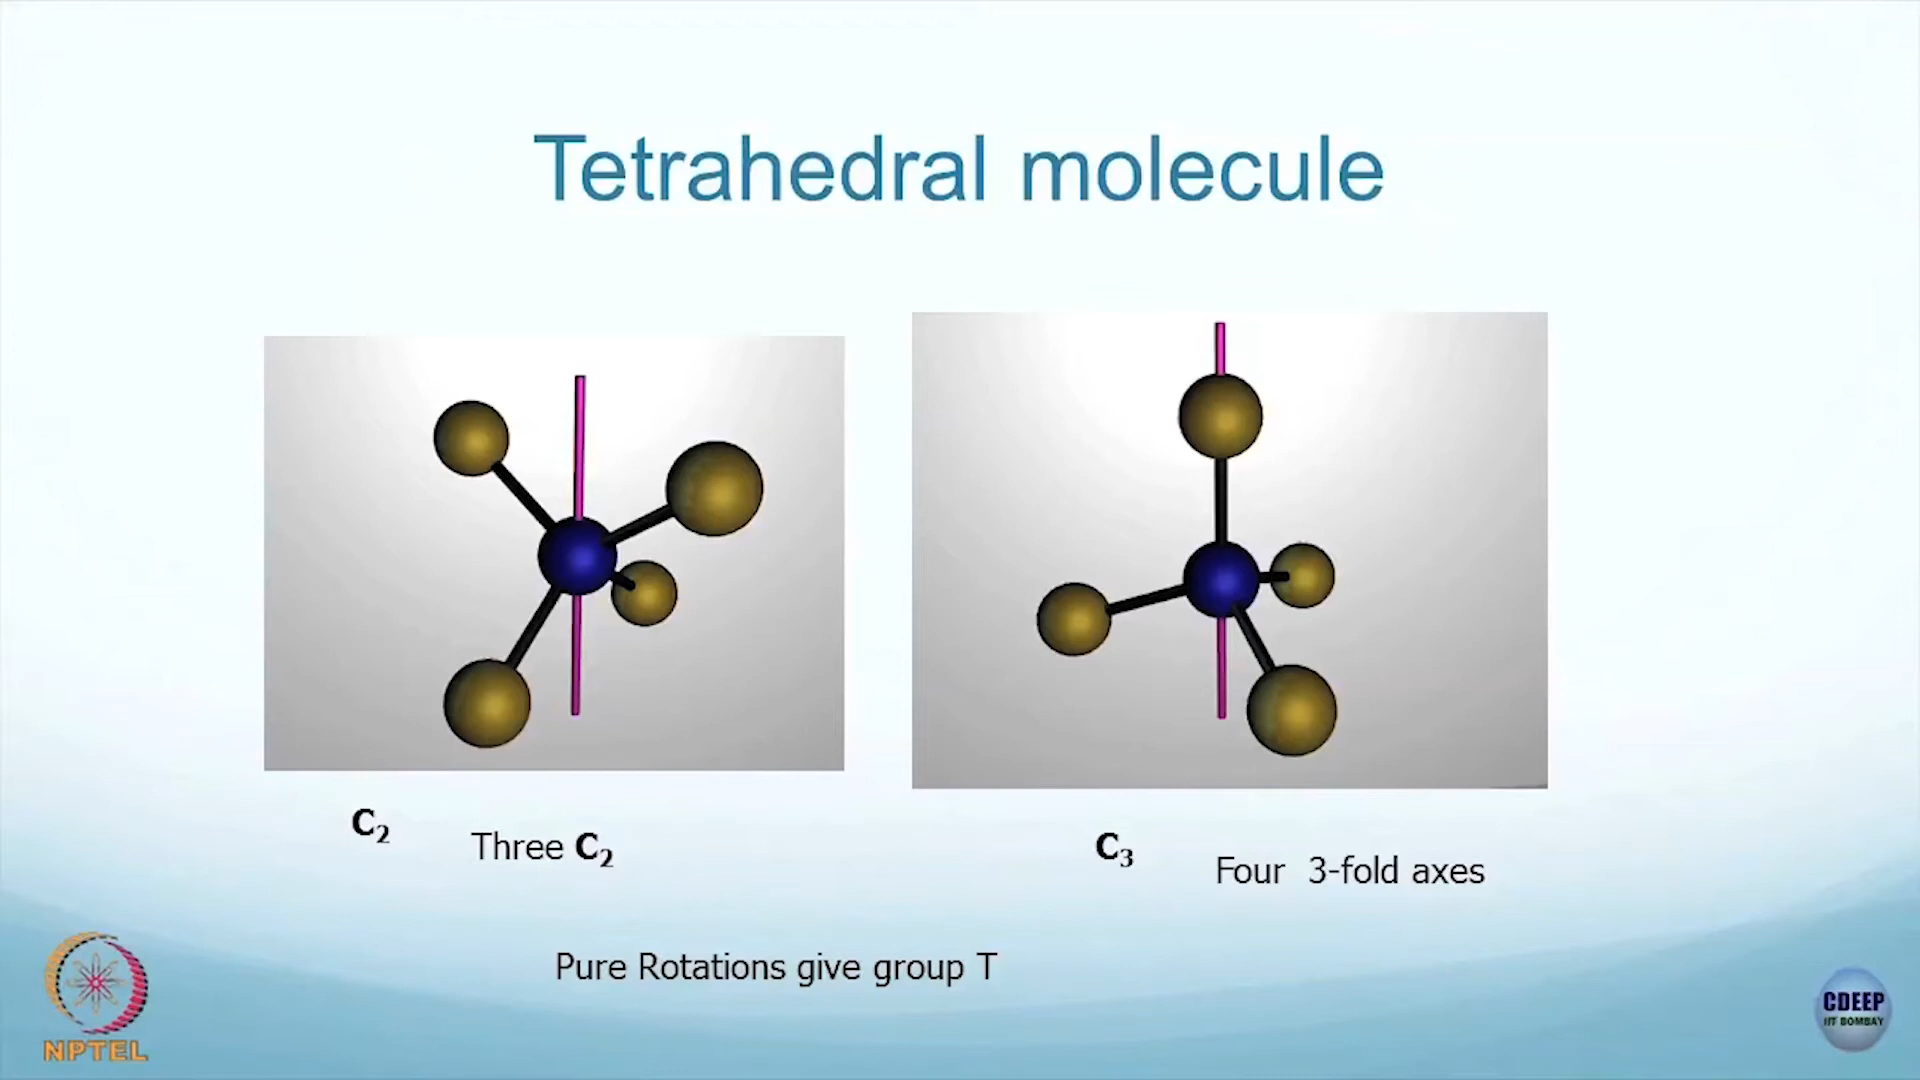 Tetrahedral molecule
C₂
Three C₂
C₃
Four 3-fold axes
Pure Rotations give group T
NPTEL
CDEEP
IIT BOMBAY